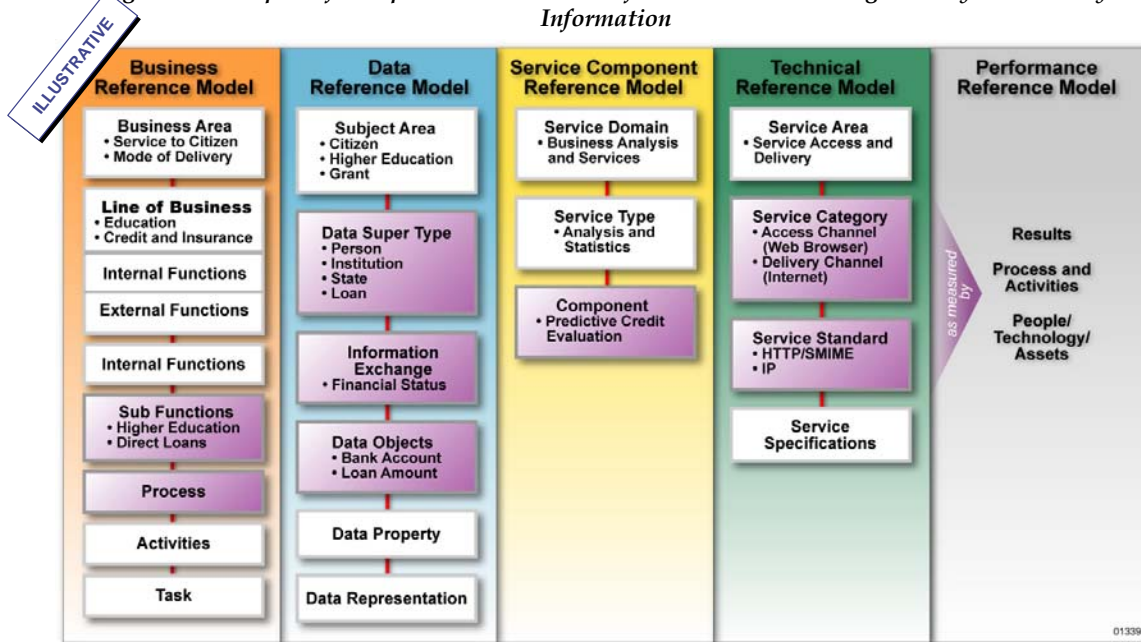 Information
ILLUSTRATIVE
Business
Reference Model
Business Area
• Service to Citizen
• Mode of Delivery
Line of Business
• Education
• Credit and Insurance
Internal Functions
External Functions
Internal Functions
Sub Functions
• Higher Education
• Direct Loans
Process
Activities
Task
Data
Reference Model
Subject Area
• Citizen
• Higher Education
• Grant
Data Super Type
• Person
• Institution
• State
• Loan
Information
Exchange
• Financial Status
Data Objects
• Bank Account
• Loan Amount
Data Property
Data Representation
Service Component
Reference Model
Service Domain
• Business Analysis
and Services
Service Type
• Analysis and
Statistics
Component
• Predictive Credit
Evaluation
Technical
Reference Model
Service Area
• Service Access and
Delivery
Service Category
• Access Channel
(Web Browser)
• Delivery Channel
(Internet)
Service Standard
• HTTP/SMIME
• IP
Service
Specifications
as measured
by
Performance
Reference Model
Results
Process and
Activities
People/
Technology/
Assets
01339